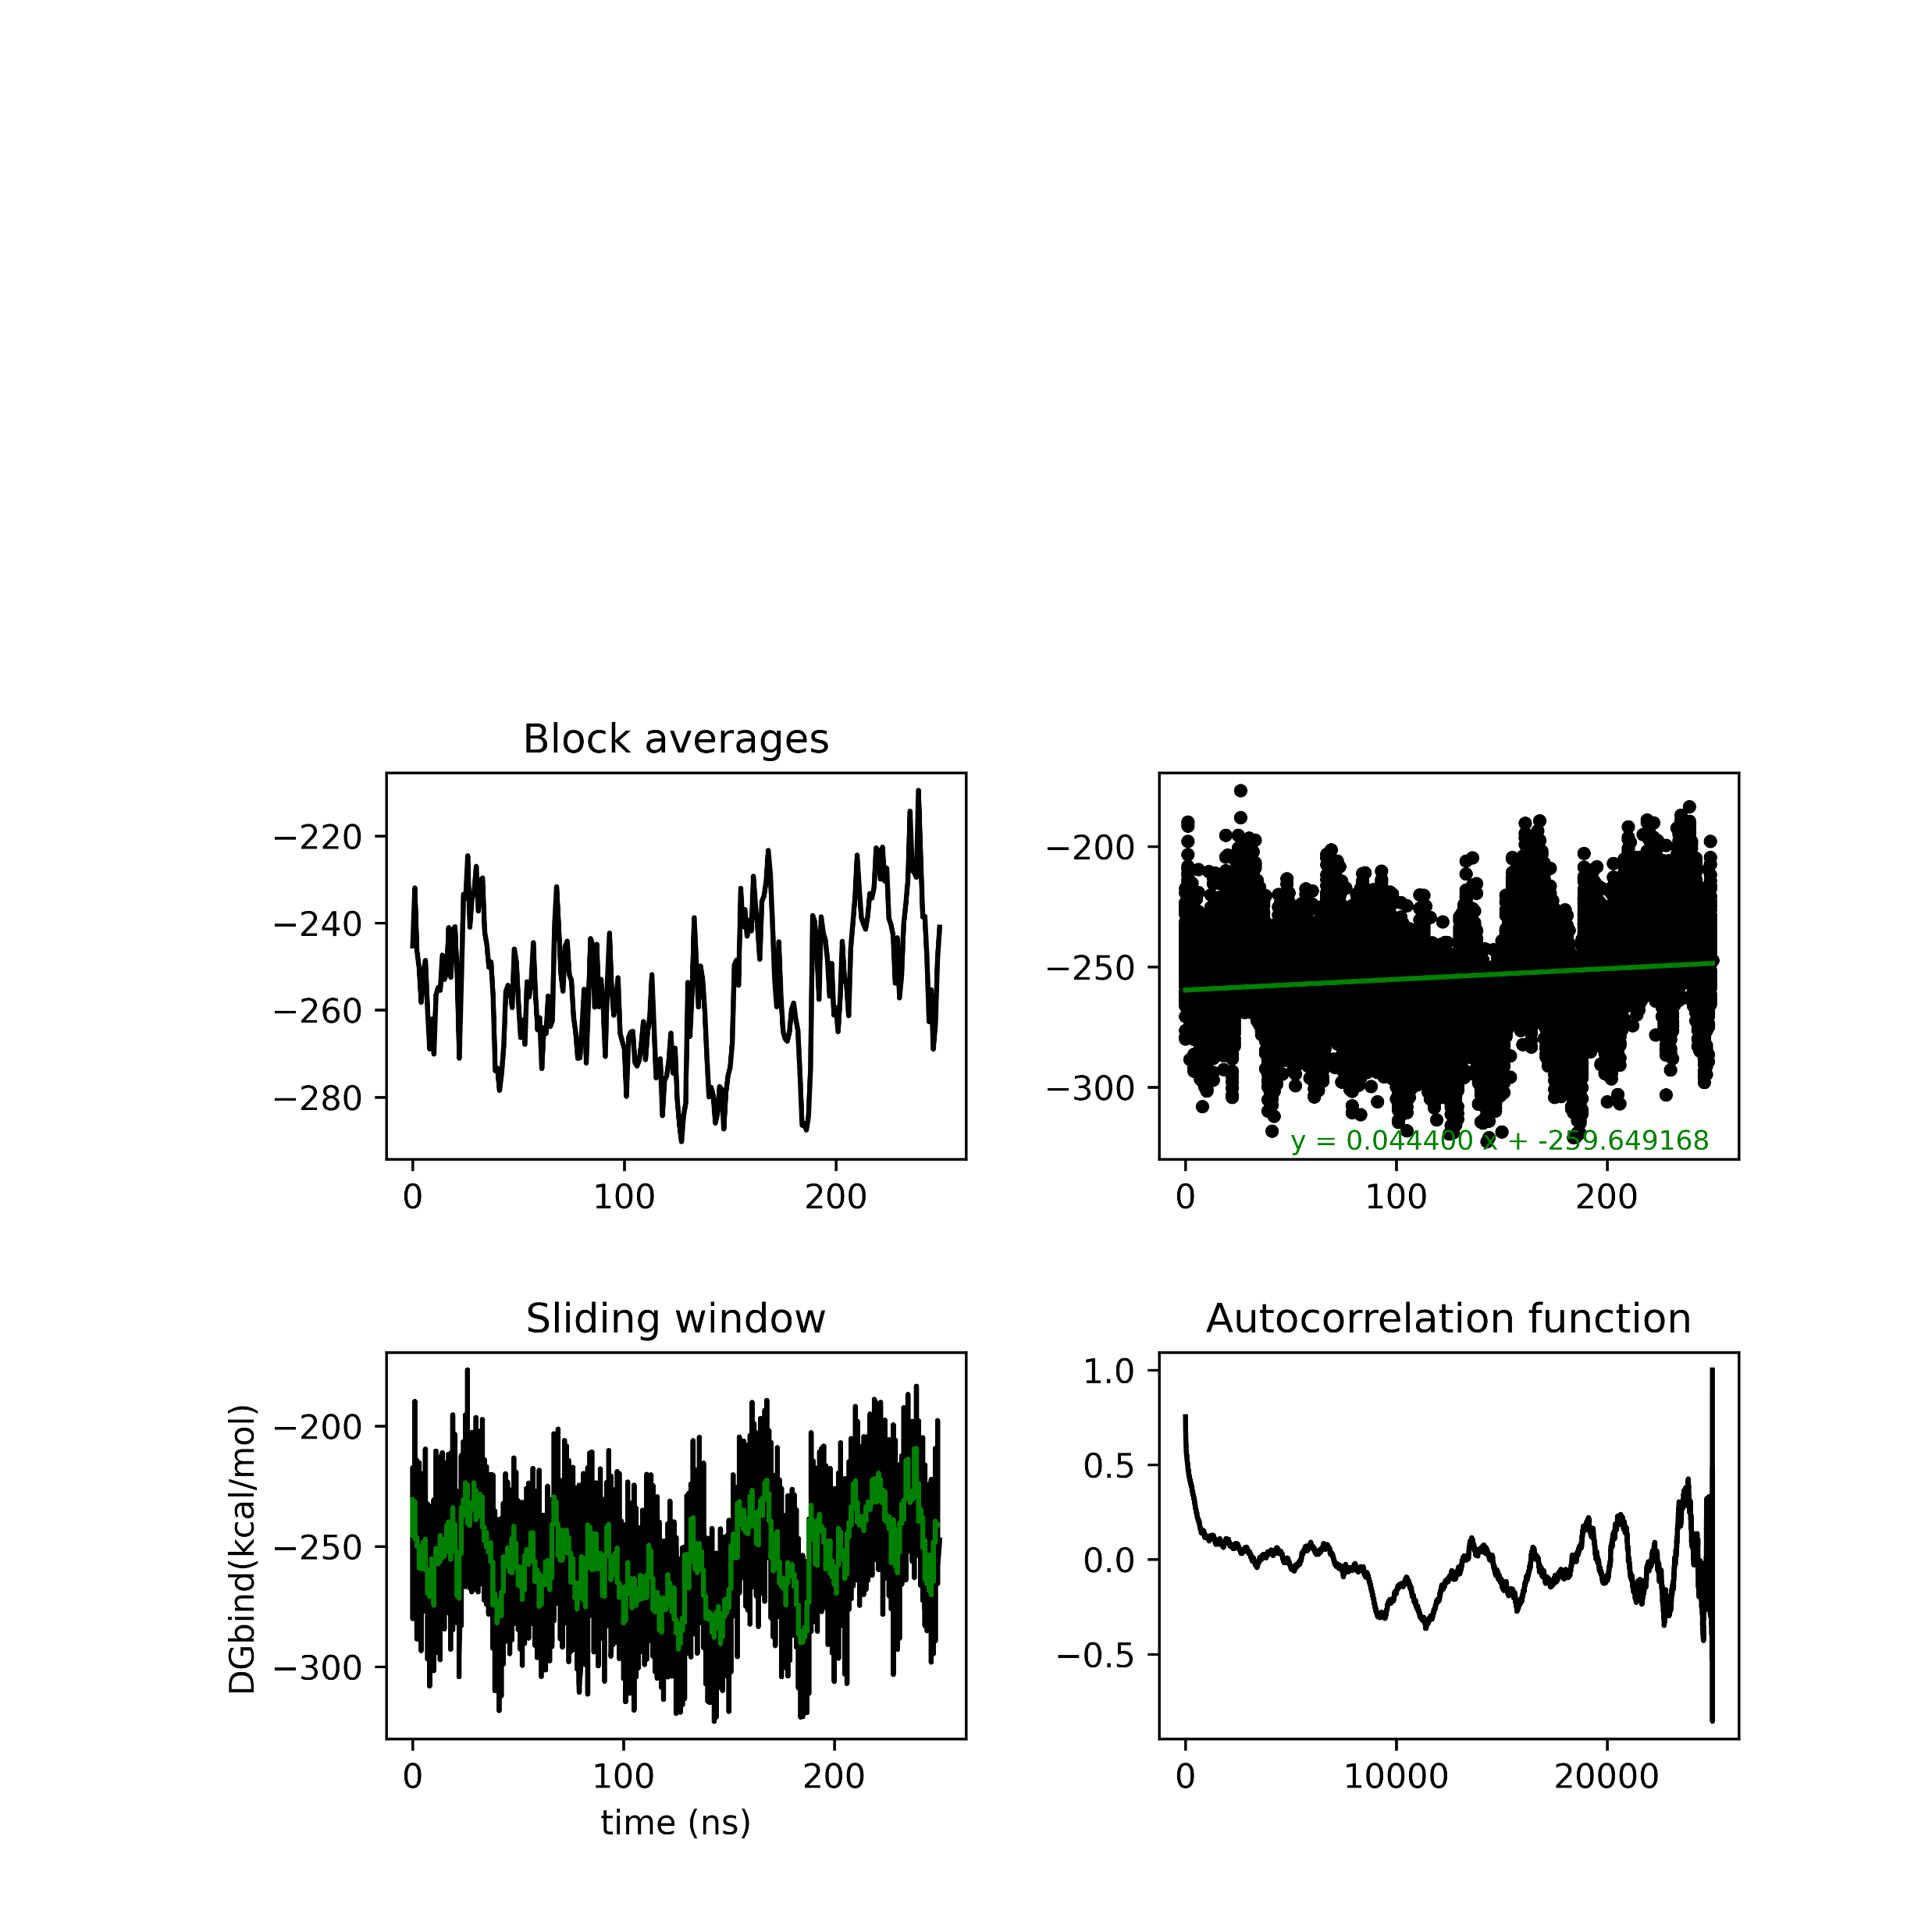 Block averages
−220
−240
−260
−280
0 100 200
−200
−250
−300
y = 0.044400 x + -259.649168
0 100 200
Sliding window
DGbind(kcal/mol)
−200
−250
−300
0 100 200
time (ns)
Autocorrelation function
1.0
0.5
0.0
−0.5
0 10000 20000